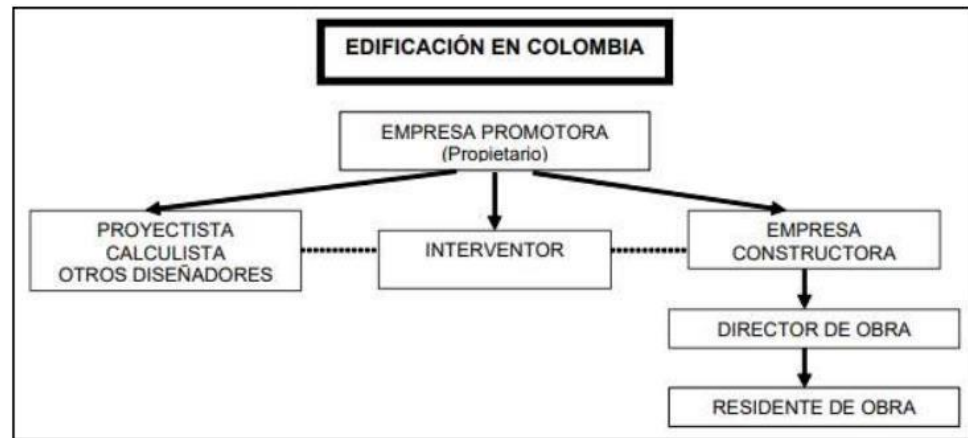 EDIFICACIÓN EN COLOMBIA
EMPRESA PROMOTORA
(Propietario)
PROYECTISTA
CALCULISTA
OTROS DISEÑADORES
INTERVENTOR
EMPRESA
CONSTRUCTORA
DIRECTOR DE OBRA
RESIDENTE DE OBRA